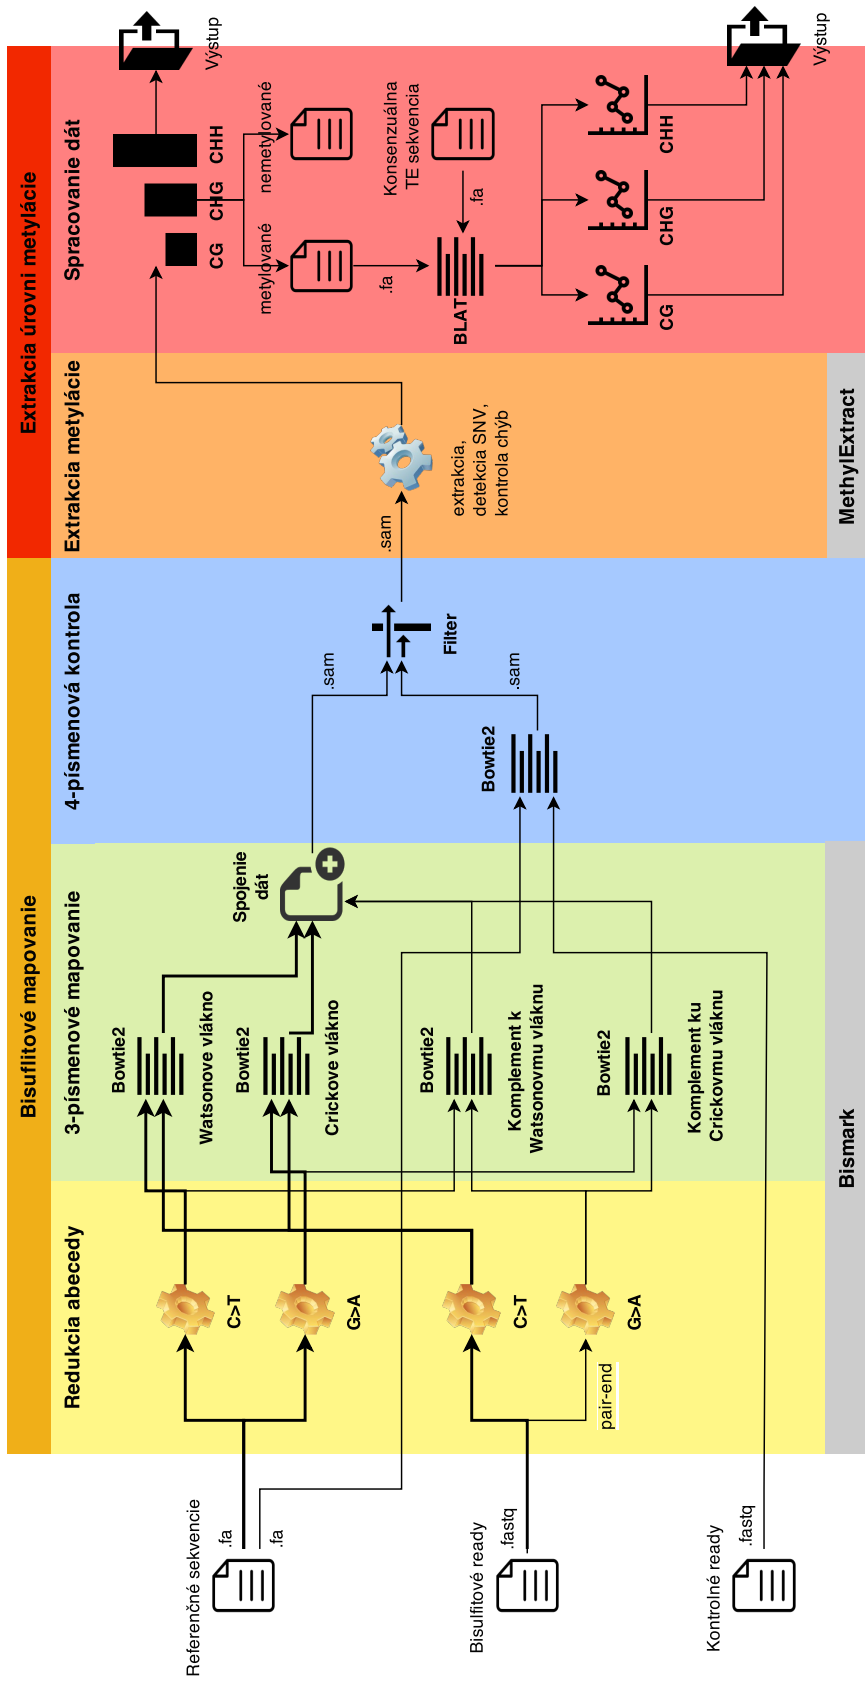 Bisuflitové mapovanie
Extrakcia úrovni metylácie
Redukcia abecedy
3-písmenové mapovanie
4-písmenová kontrola
Extrakcia metylácie
Spracovanie dát
Referenčné sekvencie
.fa
.fa
Bisulfitové ready
.fastq
Kontrolné ready
.fastq
C>T
G>A
C>T
G>A
pair-end
Bowtie2
Watsonove vlákno
Bowtie2
Crickove vlákno
Bowtie2
Komplement k
Watsonovmu vláknu
Bowtie2
Komplement ku
Crickovmu vláknu
Spojenie
dát
Bowtie2
.sam
.sam
Filter
.sam
extrakcia,
detekcia SNV,
kontrola chýb
CG
CHG
CHH
Výstup
metylované
nemetylované
.fa
Konsenzuálna
TE sekvencia
.fa
BLAT
CG
CHG
CHH
Výstup
Bismark
MethylExtract